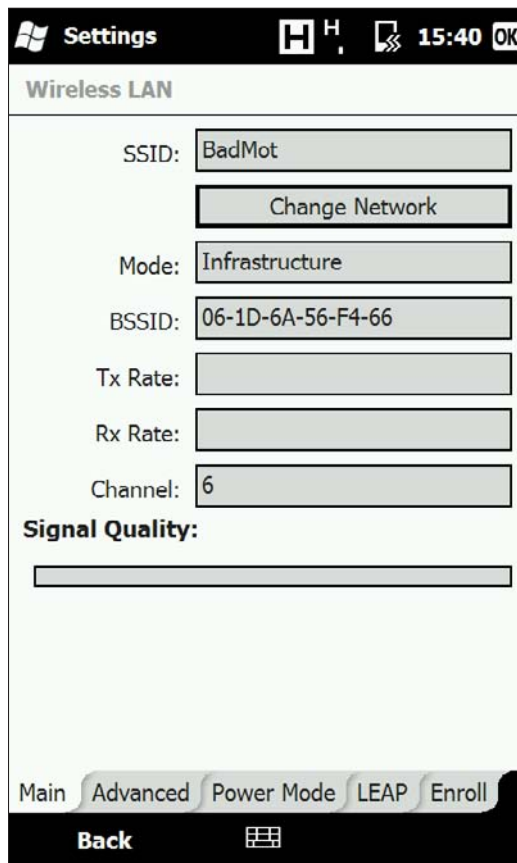 Settings H H, 15:40 OK
Wireless LAN
SSID: BadMot
Change Network
Mode: Infrastructure
BSSID: 06-1D-6A-56-F4-66
Tx Rate:
Rx Rate:
Channel: 6
Signal Quality:
Main Advanced Power Mode LEAP Enroll
Back